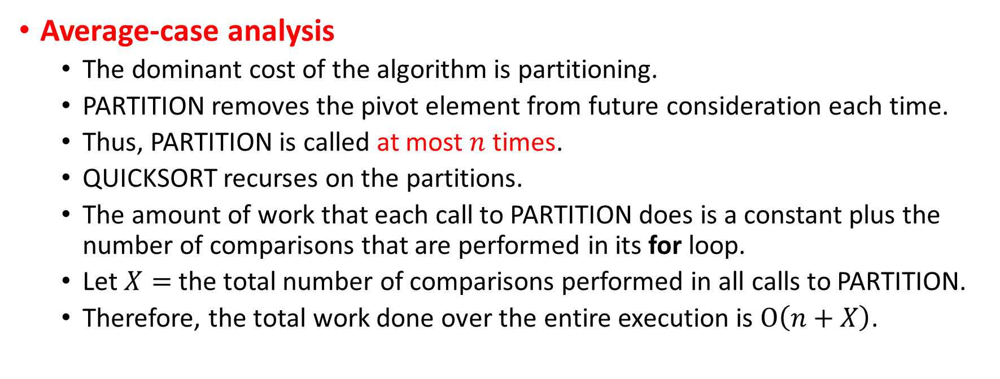 • Average-case analysis
• The dominant cost of the algorithm is partitioning.
• PARTITION removes the pivot element from future consideration each time.
• Thus, PARTITION is called at most n times.
• QUICKSORT recurses on the partitions.
• The amount of work that each call to PARTITION does is a constant plus the
number of comparisons that are performed in its for loop.
• Let X = the total number of comparisons performed in all calls to PARTITION.
• Therefore, the total work done over the entire execution is O(n + X).